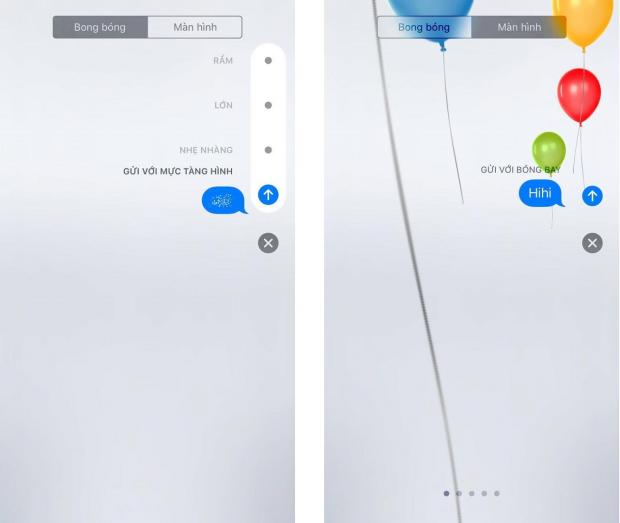 Bong bóng
Màn hình
RẦM
LỚN
NHẸ NHÀNG
GỬI VỚI MỰC TÀNG HÌNH
Bong bóng
Màn hình
GỬI VỚI BÓNG BAY
Hihi